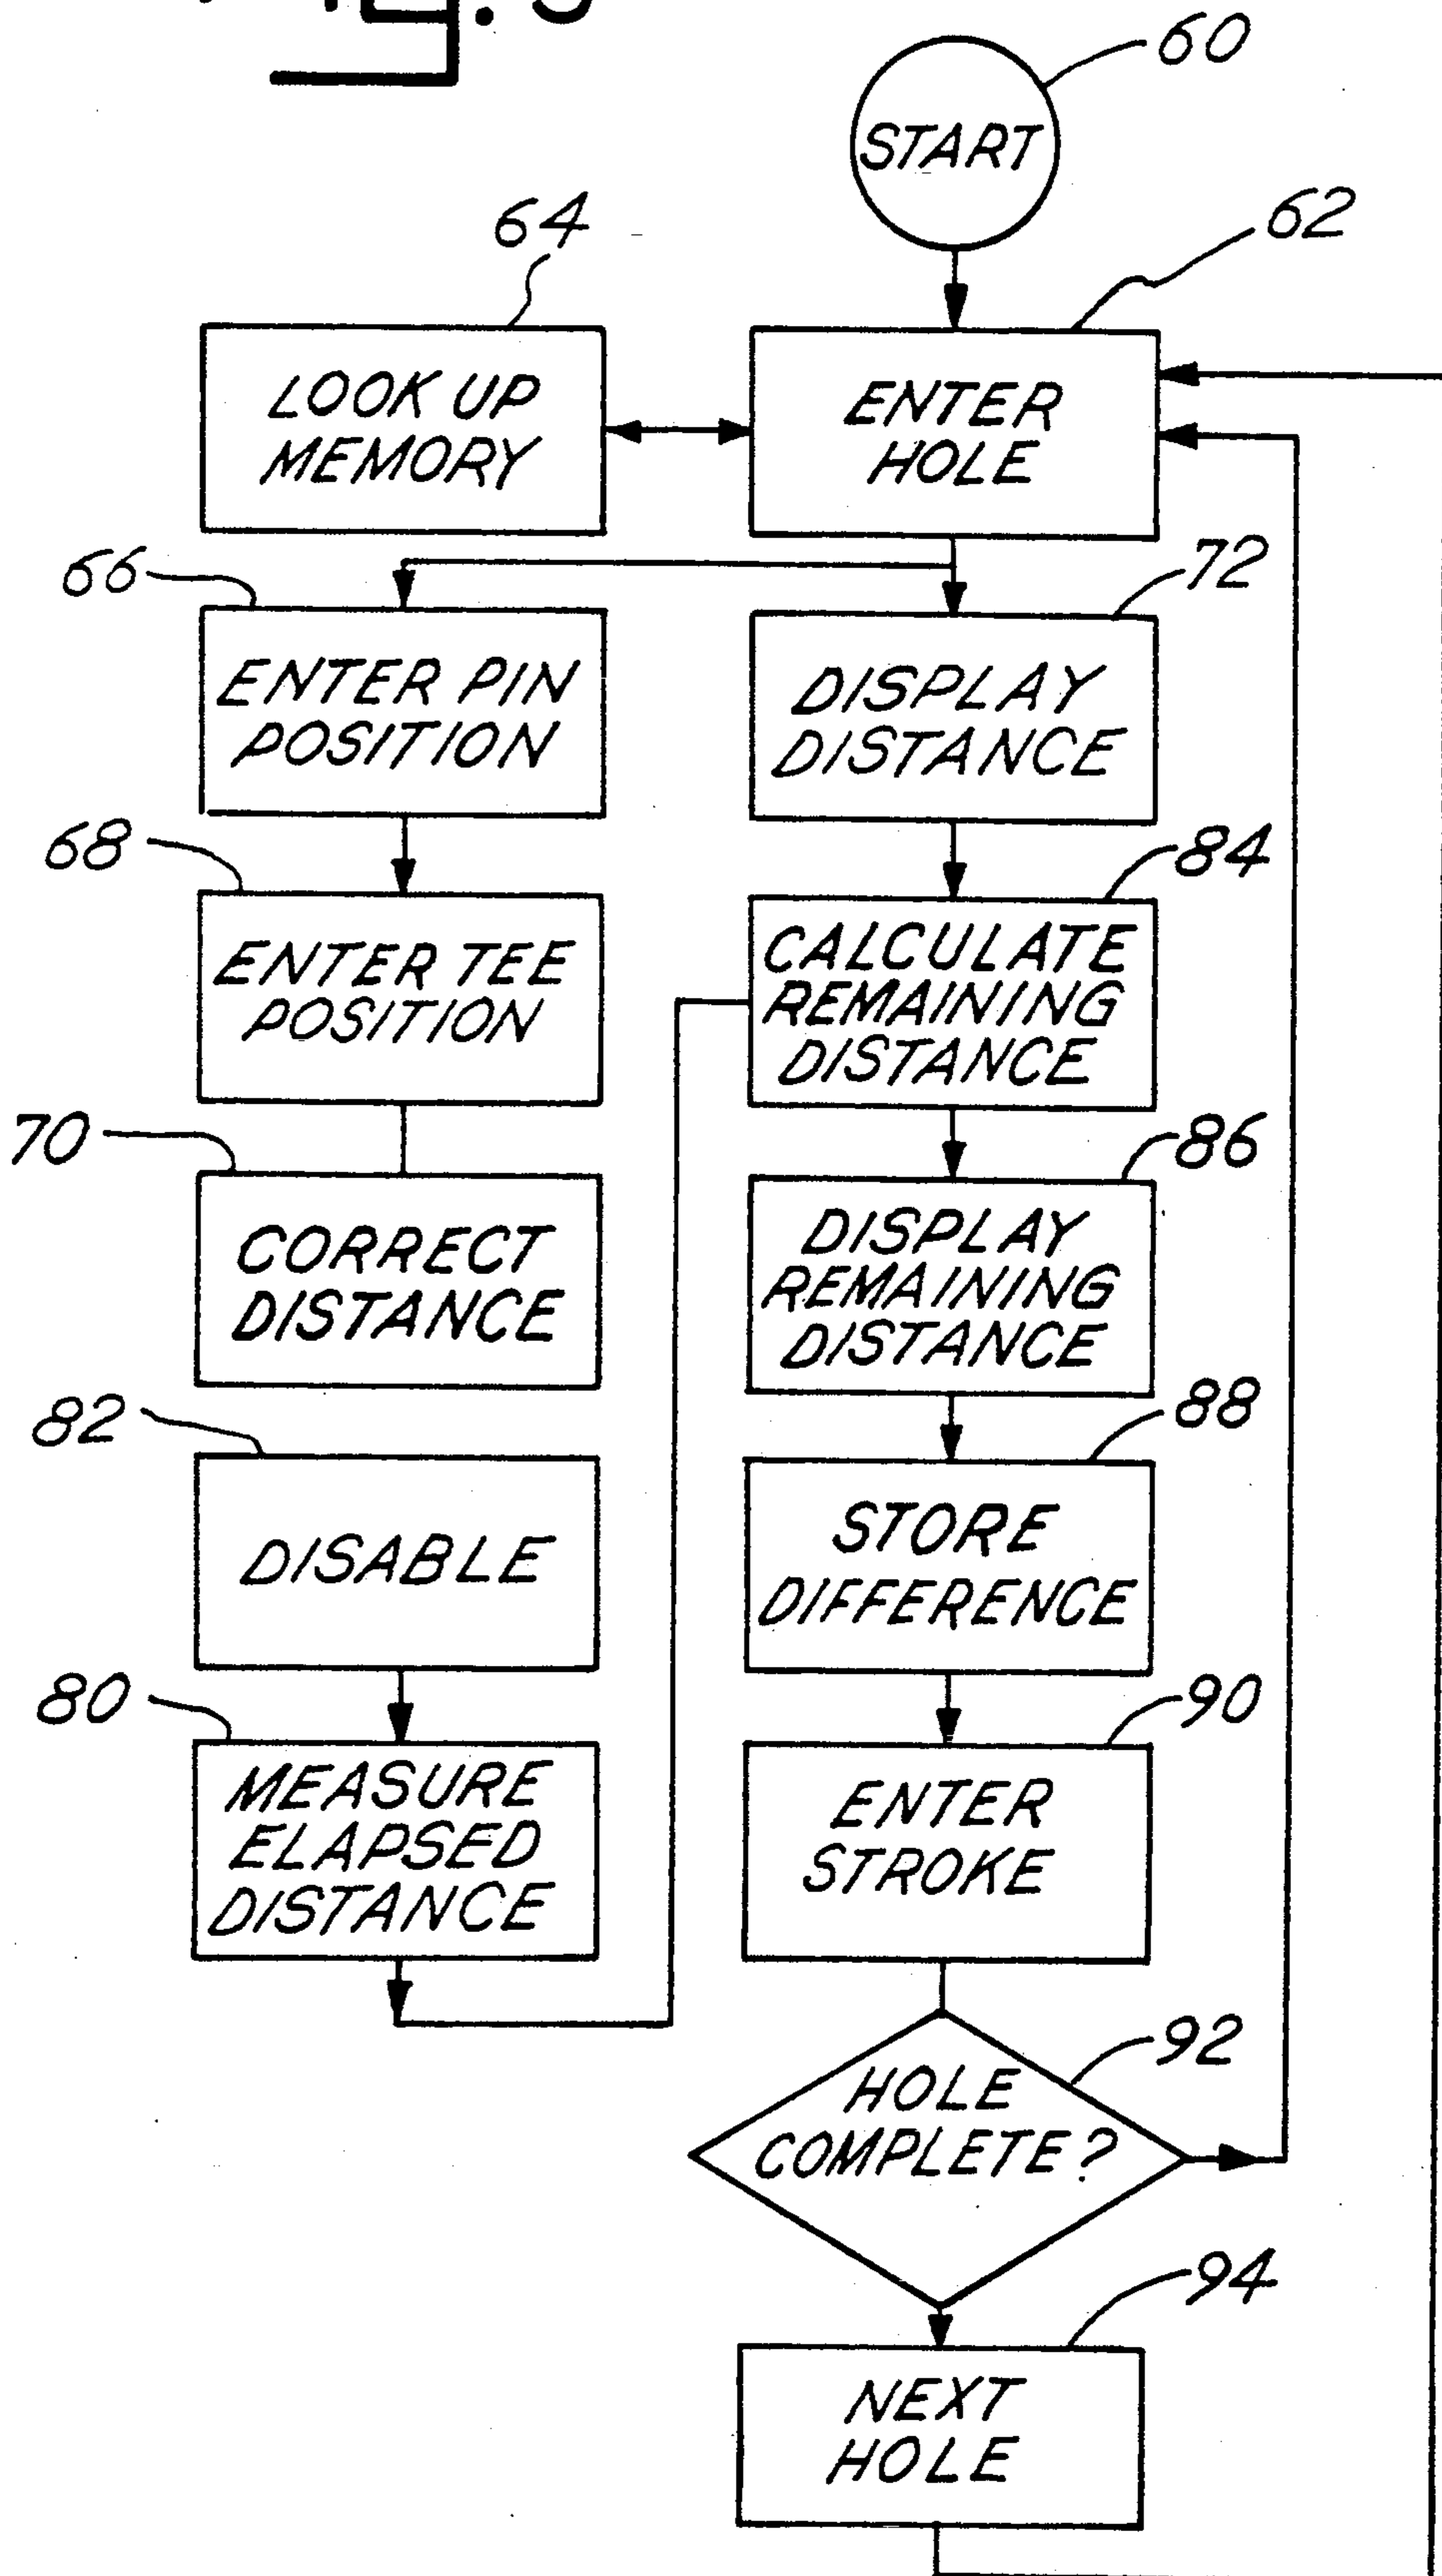 60
START
62
64
LOOK UP
MEMORY
ENTER
HOLE
66
72
ENTER PIN
POSITION
DISPLAY
DISTANCE
68
84
ENTER TEE
POSITION
CALCULATE
REMAINING
DISTANCE
70
86
CORRECT
DISTANCE
DISPLAY
REMAINING
DISTANCE
82
88
DISABLE
STORE
DIFFERENCE
80
90
MEASURE
ELAPSED
DISTANCE
ENTER
STROKE
92
HOLE
COMPLETE?
94
NEXT
HOLE